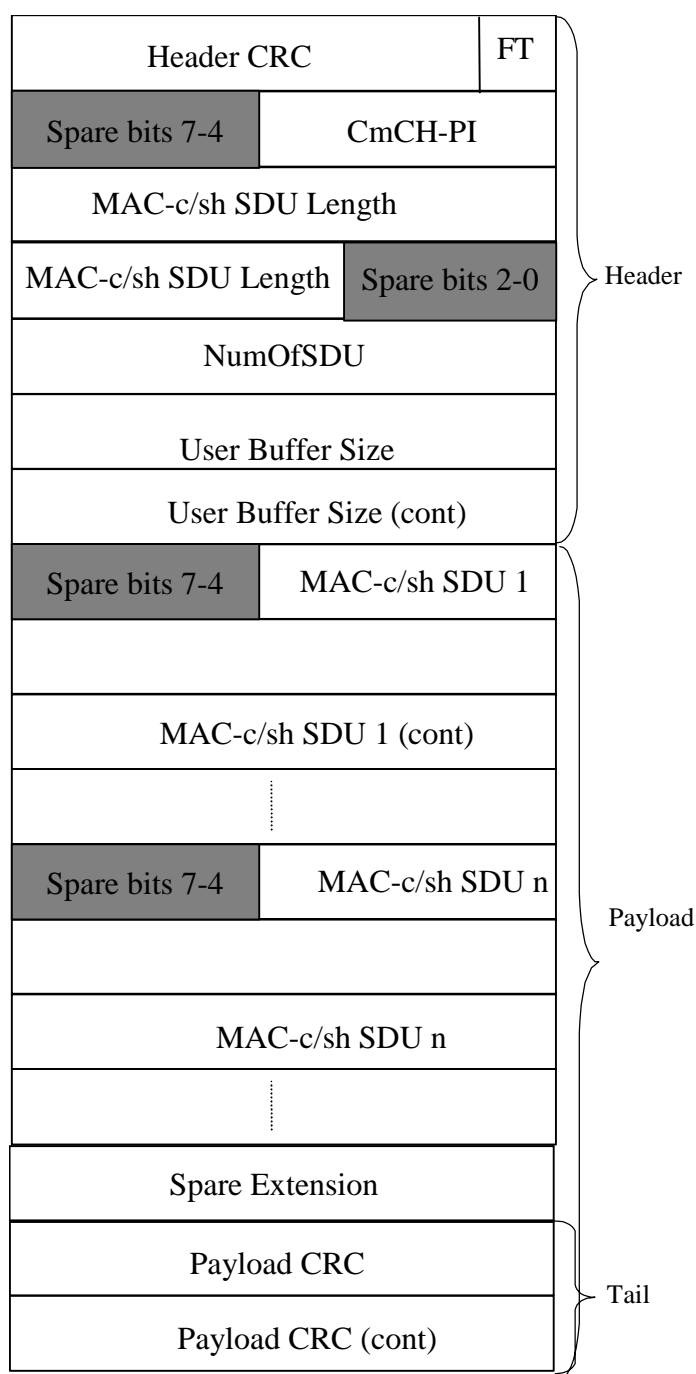 Header CRC FT
Spare bits 7-4 CmCH-PI
MAC-c/sh SDU Length
MAC-c/sh SDU Length Spare bits 2-0
Header
NumOfSDU
User Buffer Size
User Buffer Size (cont)
Spare bits 7-4 MAC-c/sh SDU 1
MAC-c/sh SDU 1 (cont)
Spare bits 7-4 MAC-c/sh SDU n
Payload
MAC-c/sh SDU n
Spare Extension
Payload CRC
Tail
Payload CRC (cont)